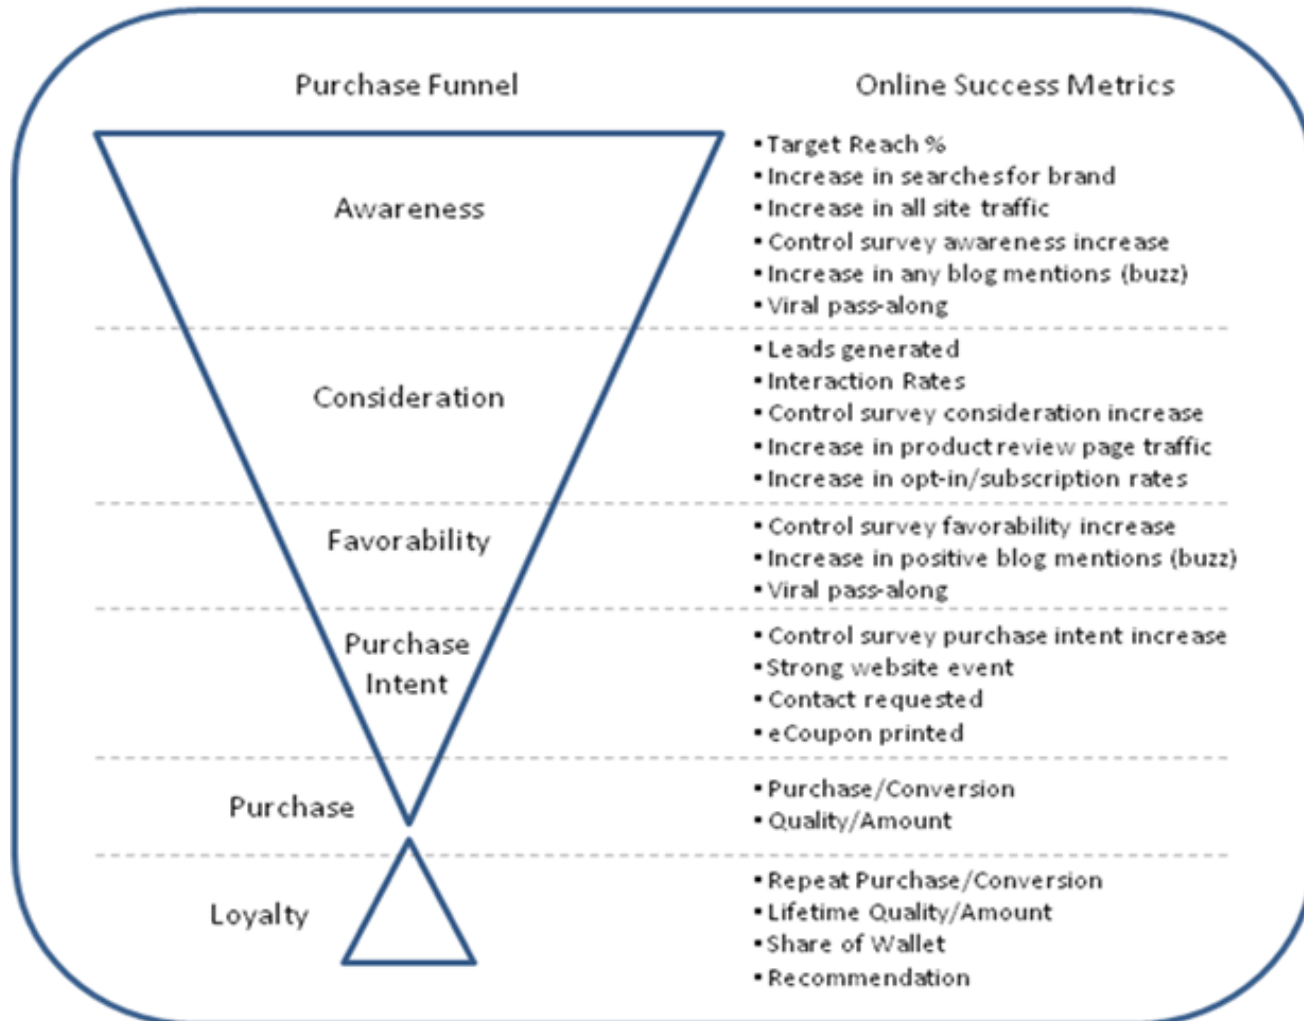 Purchase Funnel
Online Success Metrics
Awareness
▪ Target Reach %
▪ Increase in searches for brand
▪ Increase in all site traffic
▪ Control survey awareness increase
▪ Increase in any blog mentions (buzz)
▪ Viral pass-along
Consideration
▪ Leads generated
▪ Interaction Rates
▪ Control survey consideration increase
▪ Increase in product review page traffic
▪ Increase in opt-in/subscription rates
Favorability
▪ Control survey favorability increase
▪ Increase in positive blog mentions (buzz)
▪ Viral pass-along
Purchase
Intent
▪ Control survey purchase intent increase
▪ Strong website event
▪ Contact requested
▪ eCoupon printed
Purchase
▪ Purchase/Conversion
▪ Quality/Amount
Loyalty
▪ Repeat Purchase/Conversion
▪ Lifetime Quality/Amount
▪ Share of Wallet
▪ Recommendation